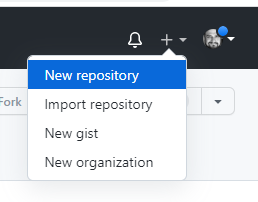 New repository
Fork
Import repository
New gist
New organization